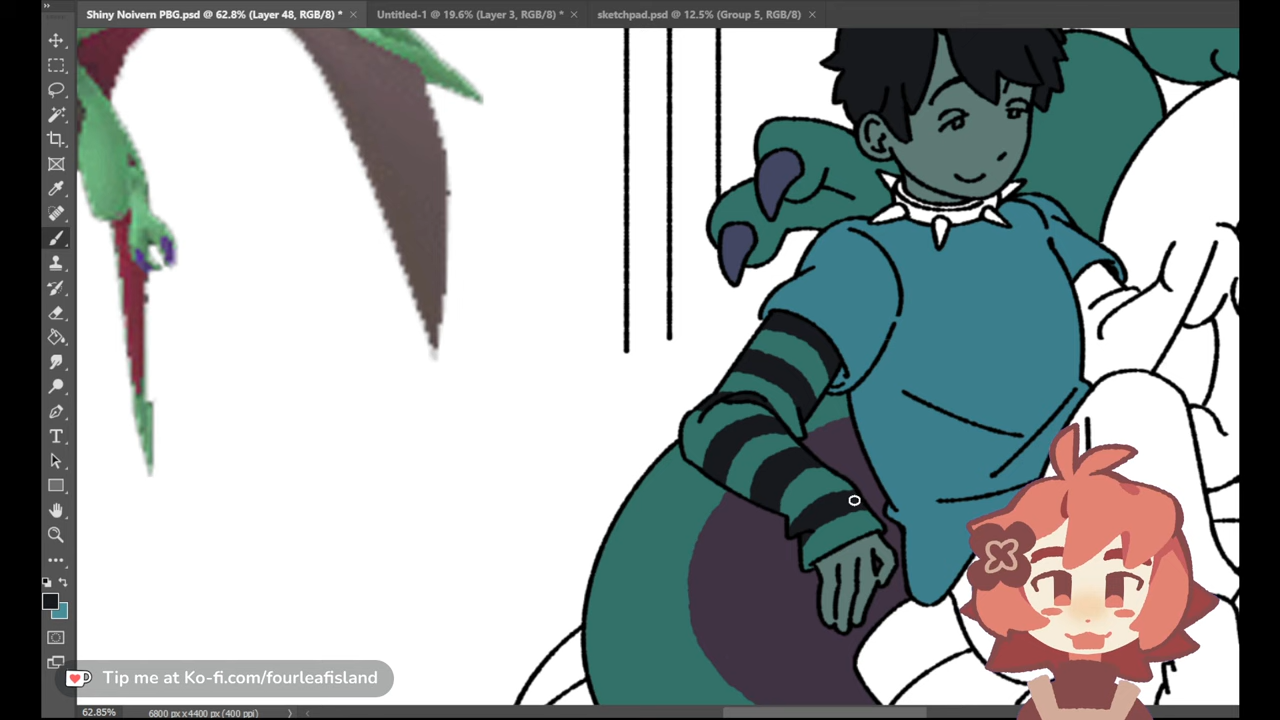 Shiny Noivern PBG.psd @ 62.8% (Layer 48, RGB/8) *
Untitled-1 @ 19.6% (Layer 3, RGB/8) *
sketchpad.psd @ 12.5% (Group 5, RGB/8)
Tip me at Ko-fi.com/fourleafisland
62.85%
6800 px x 4400 px (400 ppi)